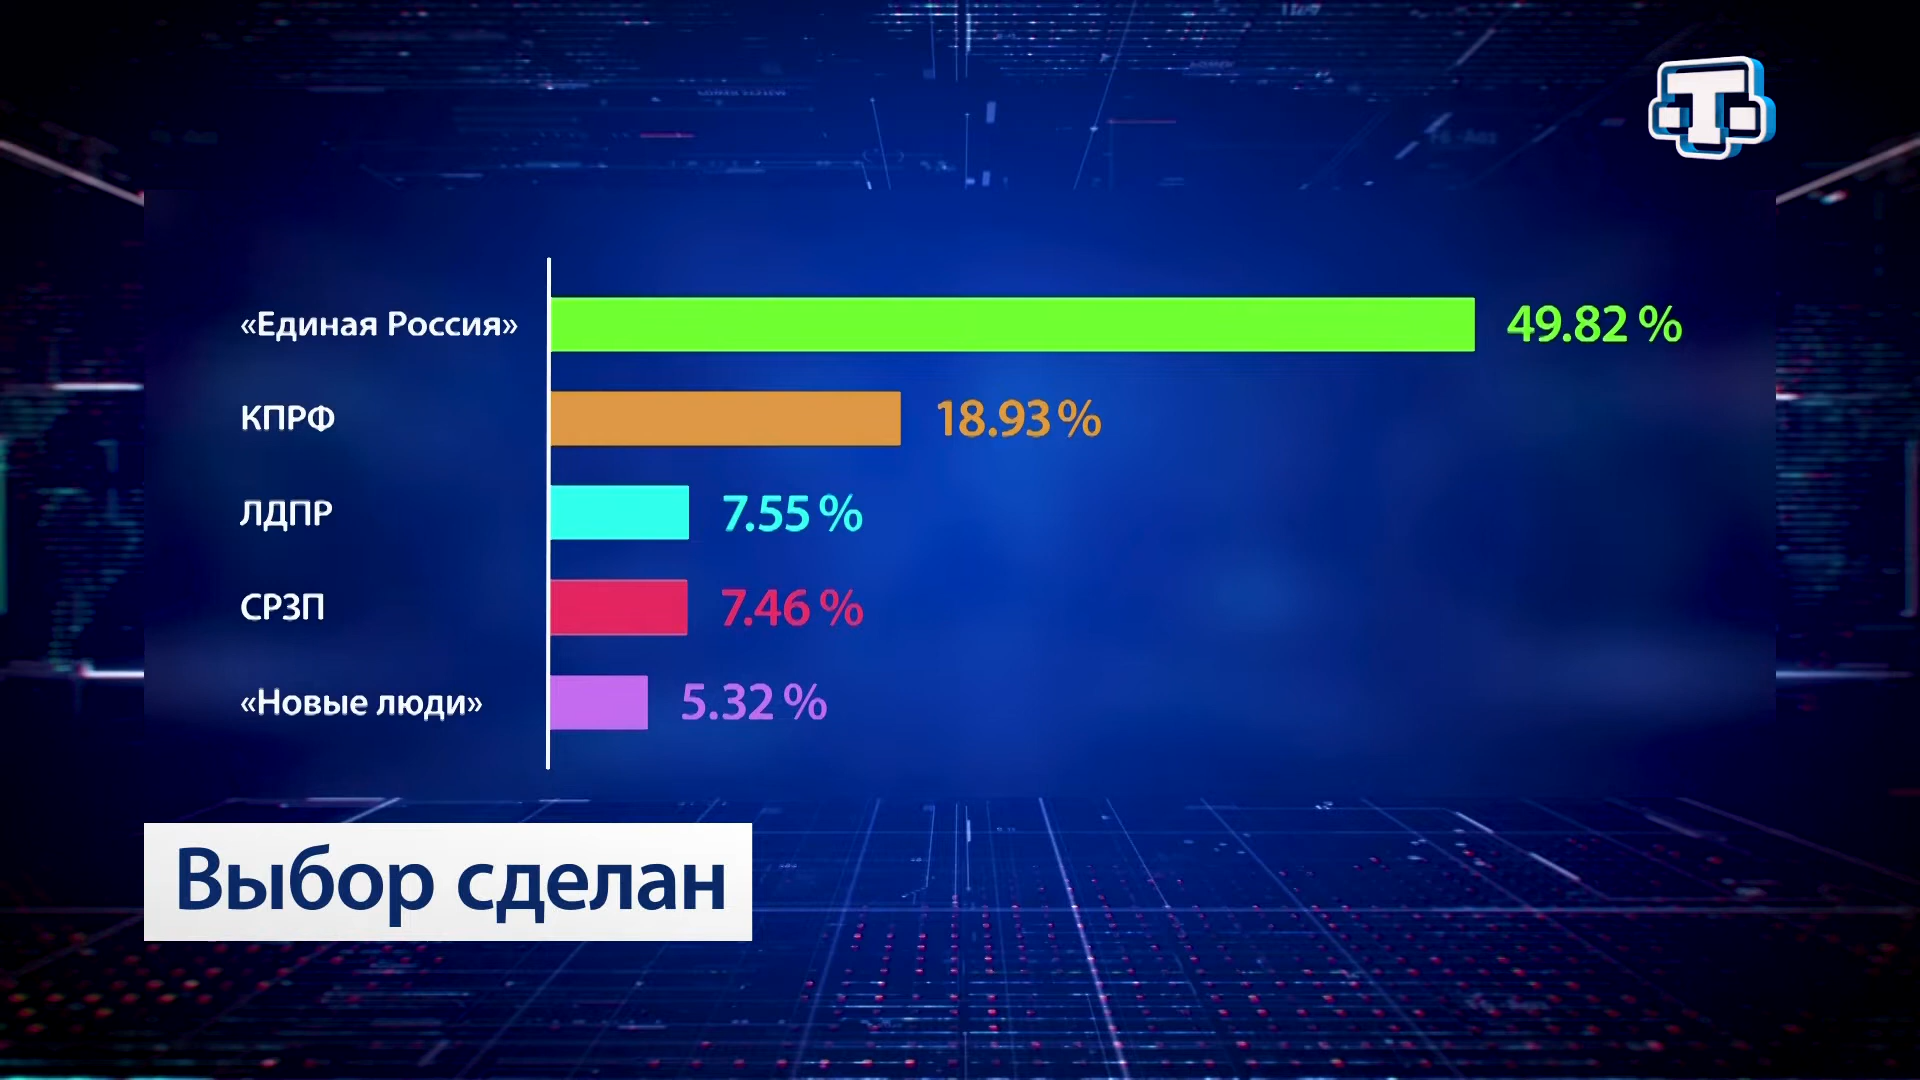 «Единая Россия» 49.82 %
КПРФ 18.93 %
ЛДПР 7.55 %
СРЗП 7.46 %
«Новые люди» 5.32 %
Выбор сделан